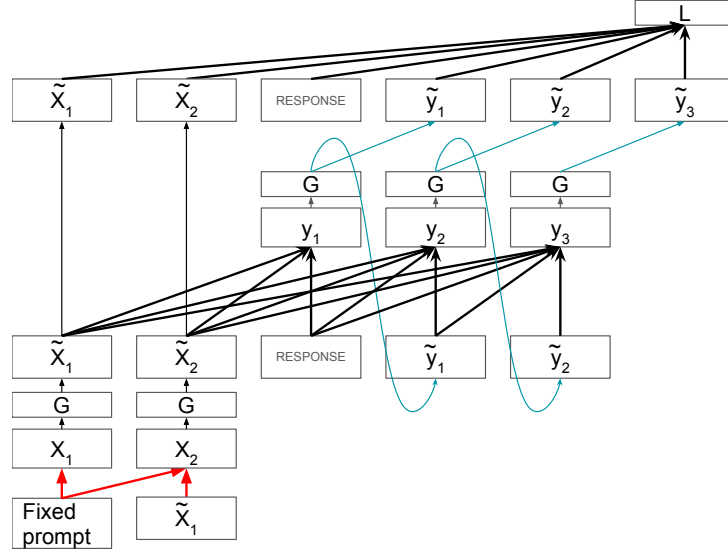 L
X̃₁ X̃₂ RESPONSE ỹ₁ ỹ₂ ỹ₃
G G G
y₁ y₂ y₃
X̃₁ X̃₂ RESPONSE ỹ₁ ỹ₂
G G
X₁ X₂
Fixed
prompt
X̃₁